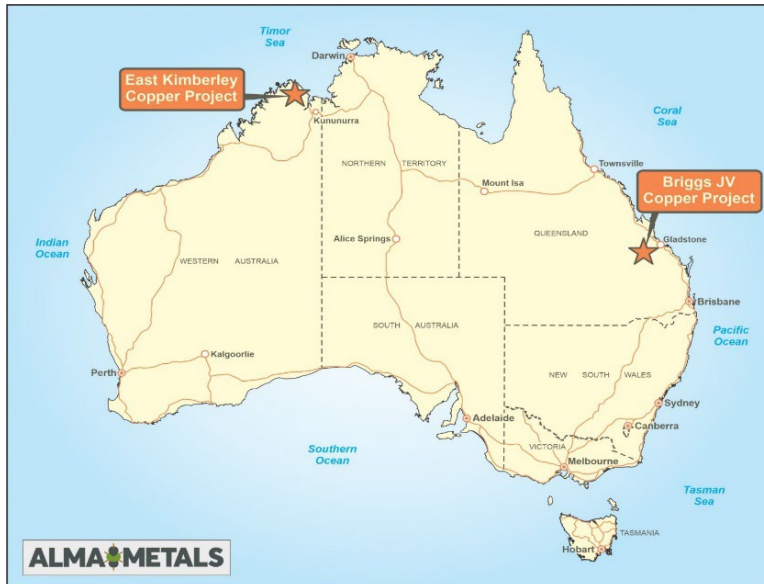 Timor
Sea
Darwin
East Kimberley
Copper Project
Kununurra
Coral
Sea
NORTHERN TERRITORY
Townsville
Mount Isa
Briggs JV
Copper Project
Indian
Ocean
Alice Springs
QUEENSLAND
Gladstone
WESTERN AUSTRALIA
Brisbane
SOUTH AUSTRALIA
Pacific
Ocean
Kalgoorlie
Perth
NEW SOUTH WALES
Sydney
Adelaide
Canberra
Southern
Ocean
VICTORIA
Melbourne
Tasman
Sea
TASMANIA
Hobart
ALMA METALS